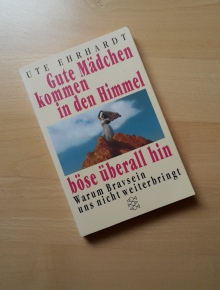 UTE EHRHARDT
Gute Mädchen
kommen
in den Himmel
böse überall hin
Warum Bravsein
uns nicht weiterbringt